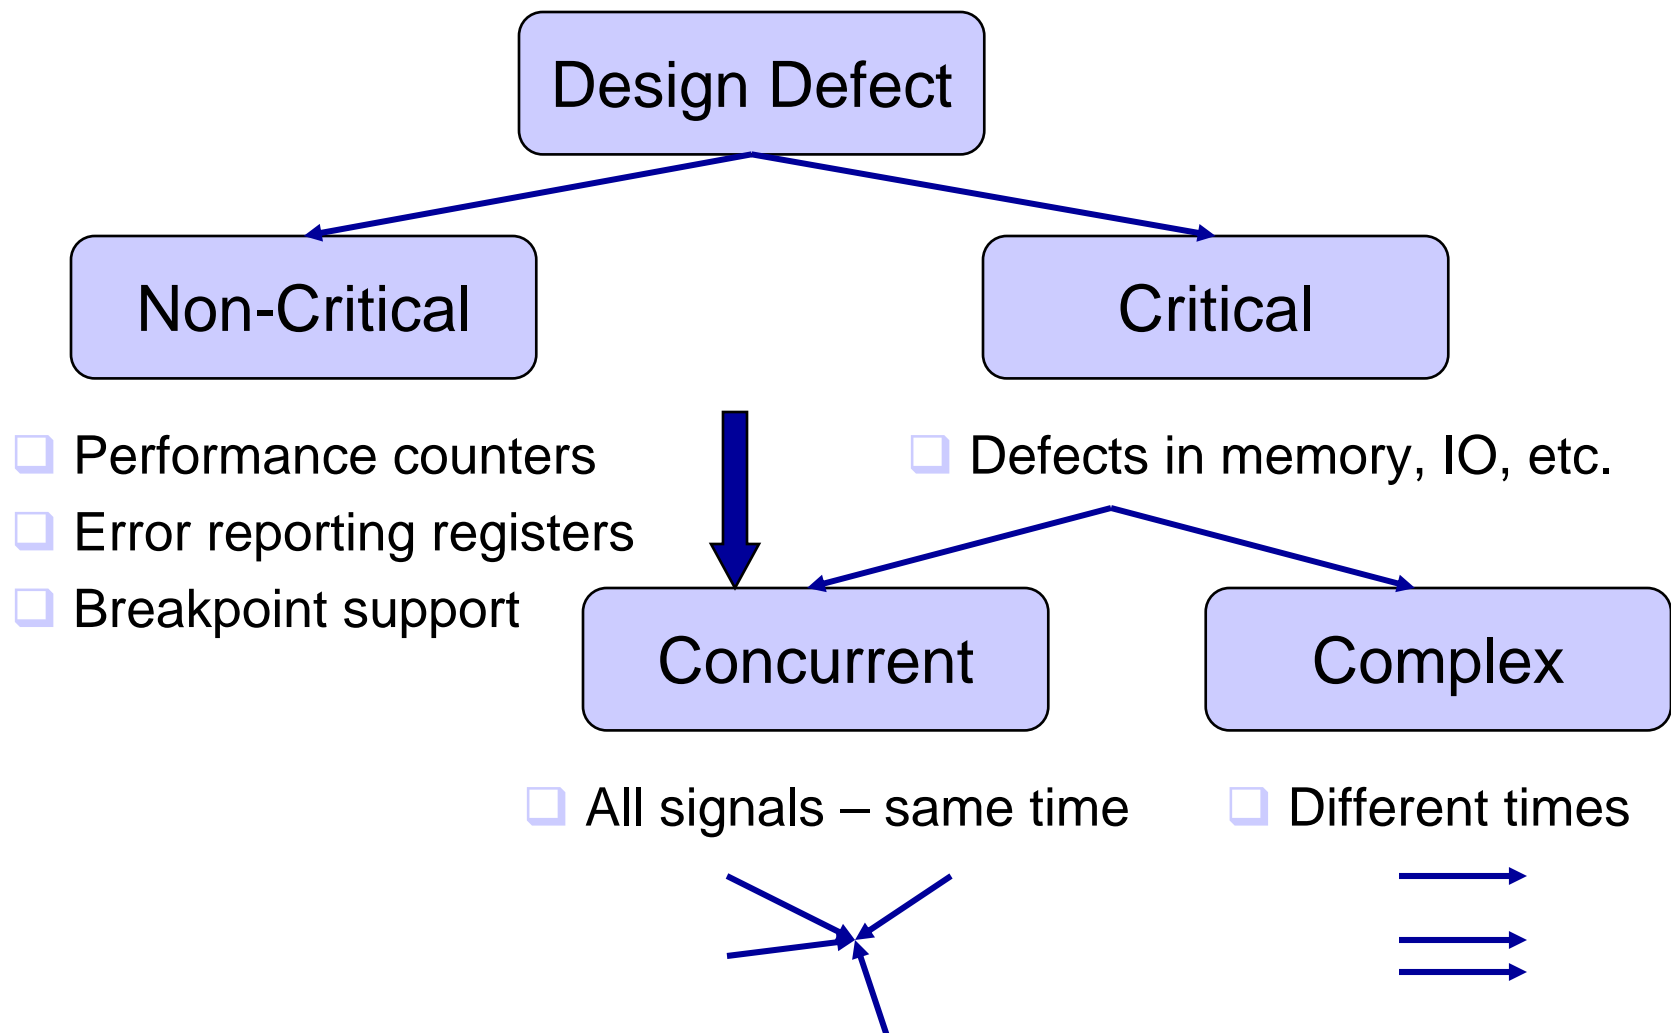 Design Defect
Non-Critical
Critical
Performance counters
Error reporting registers
Breakpoint support
Defects in memory, IO, etc.
Concurrent
Complex
All signals – same time
Different times